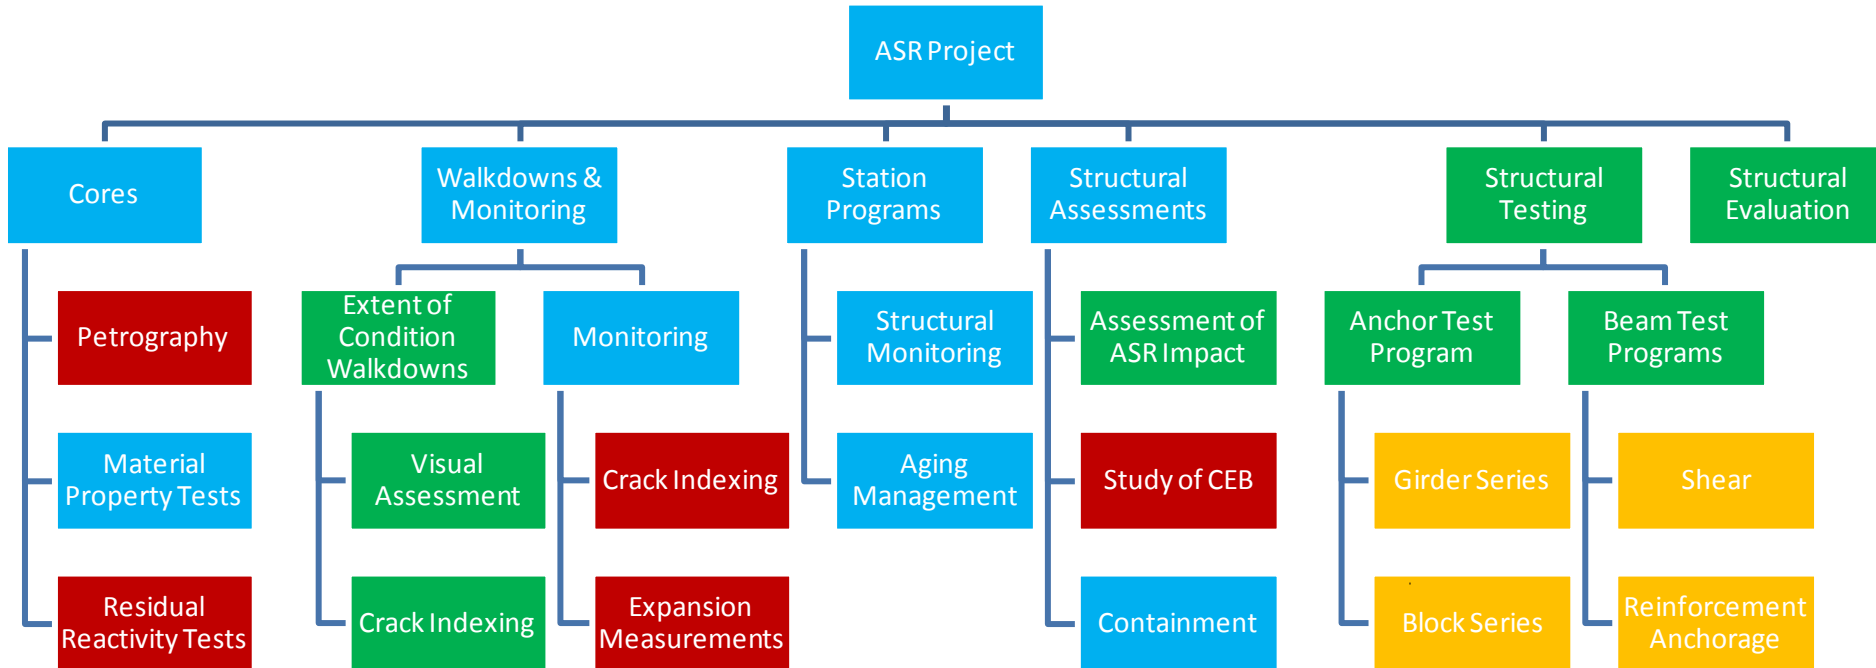 ASR Project
Cores
Walkdowns &
Monitoring
Station
Programs
Structural
Assessments
Structural
Testing
Structural
Evaluation
Petrography
Extent of
Condition
Walkdowns
Monitoring
Structural
Monitoring
Assessment of
ASR Impact
Anchor Test
Program
Beam Test
Programs
Material
Property Tests
Visual
Assessment
Crack Indexing
Aging
Management
Study of CEB
Girder Series
Shear
Residual
Reactivity Tests
Crack Indexing
Expansion
Measurements
Containment
Block Series
Reinforcement
Anchorage